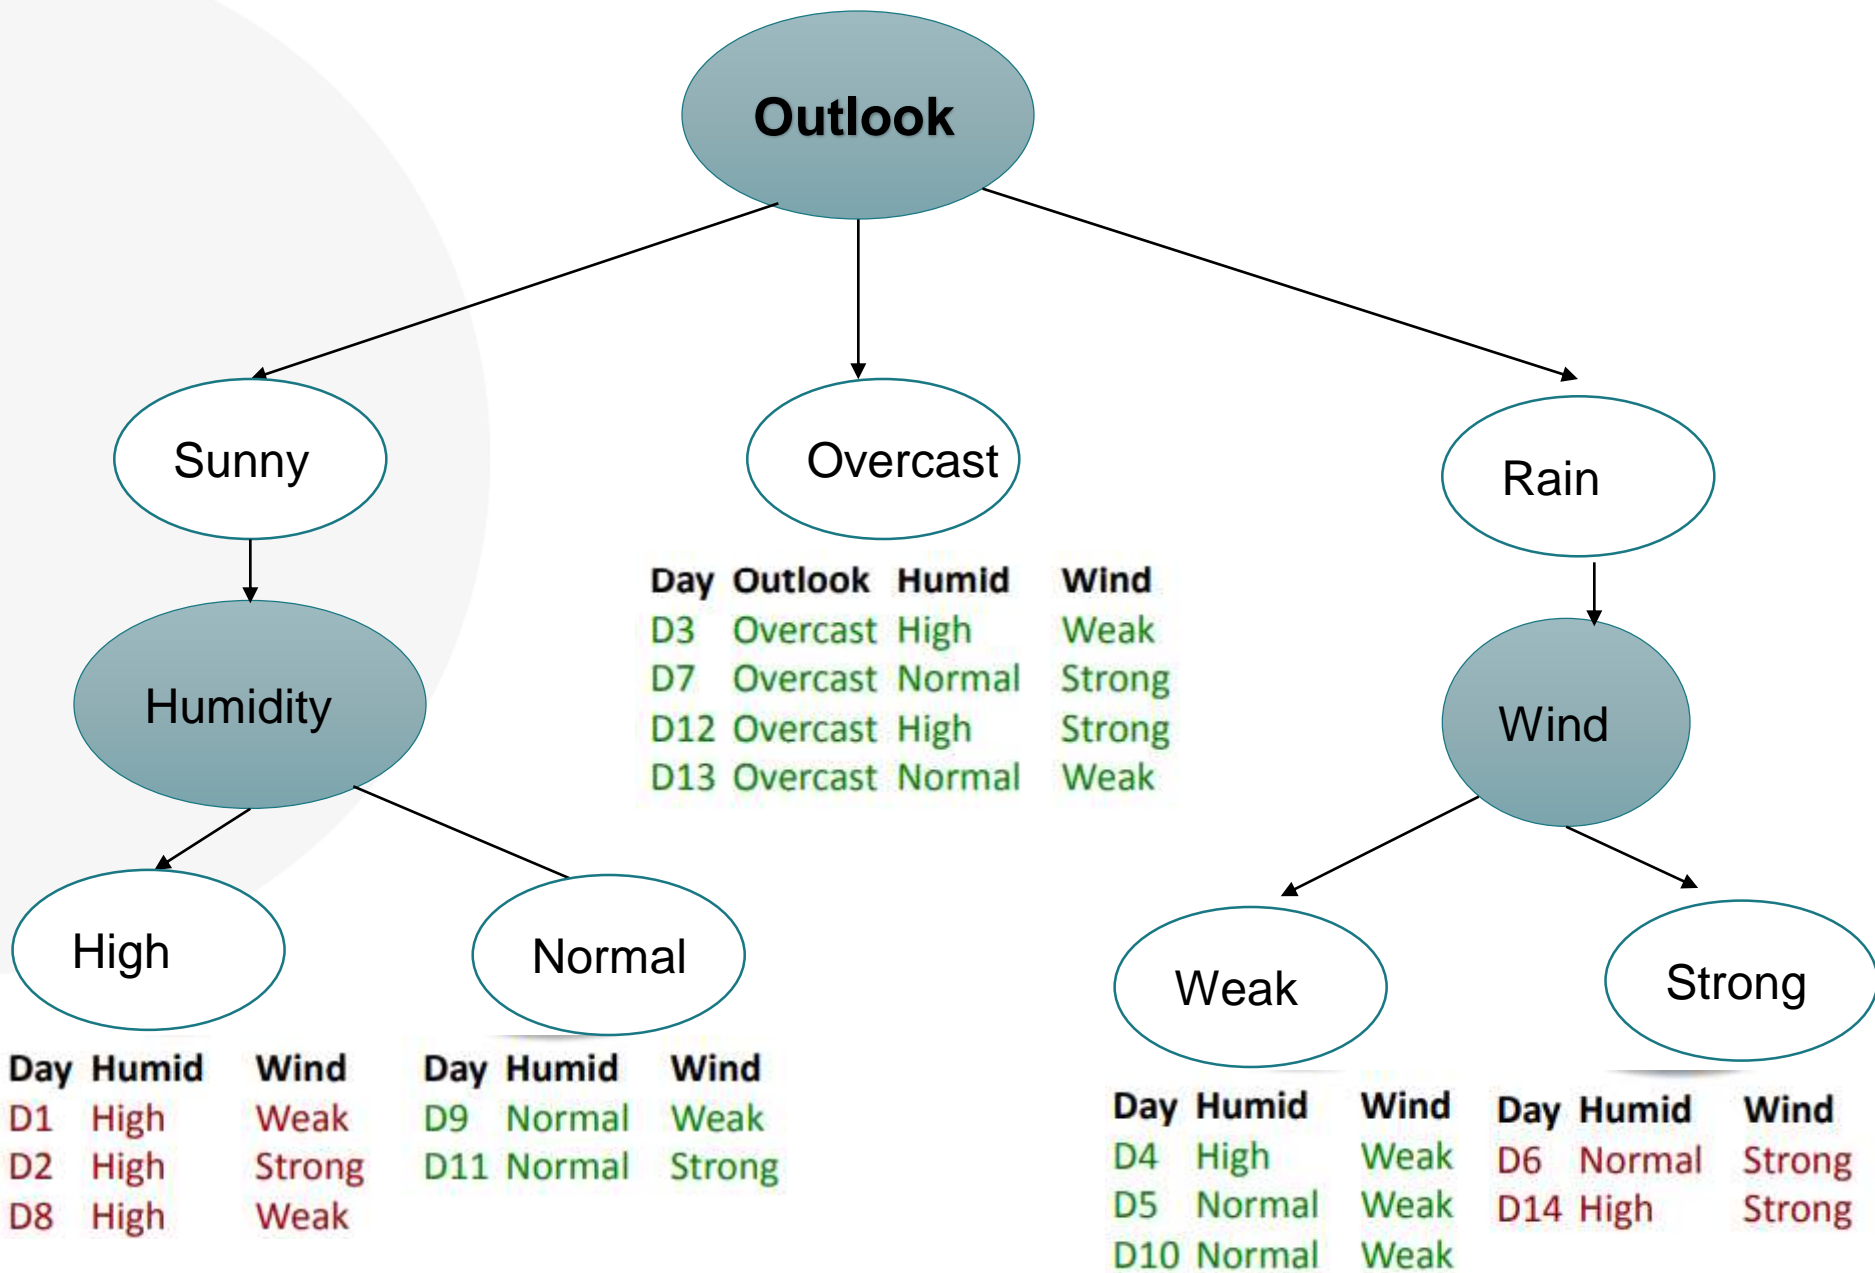 Outlook
Sunny
Overcast
Rain
Day Outlook Humid Wind
D3 Overcast High Weak
D7 Overcast Normal Strong
D12 Overcast High Strong
D13 Overcast Normal Weak
Humidity
Wind
High
Normal
Weak
Strong
Day Humid Wind
D1 High Weak
D2 High Strong
D8 High Weak
Day Humid Wind
D9 Normal Weak
D11 Normal Strong
Day Humid Wind
D4 High Weak
D5 Normal Weak
D10 Normal Weak
Day Humid Wind
D6 Normal Strong
D14 High Strong